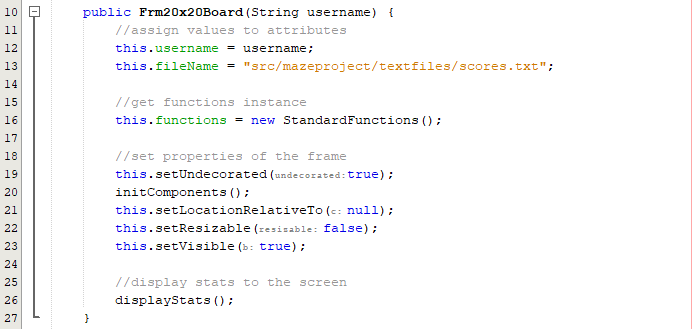 10 public Frm20x20Board(String username) {
11 //assign values to attributes
12 this.username = username;
13 this.fileName = "src/mazeproject/textfiles/scores.txt";
14
15 //get functions instance
16 this.functions = new StandardFunctions();
17
18 //set properties of the frame
19 this.setUndecorated(undecorated: true);
20 initComponents();
21 this.setLocationRelativeTo(c: null);
22 this.setResizable(resizable: false);
23 this.setVisible(b: true);
24
25 //display stats to the screen
26 displayStats();
27 }